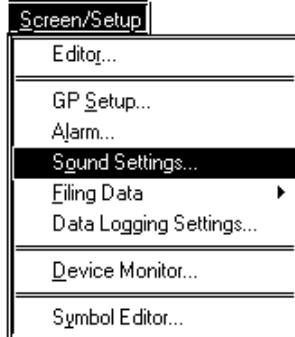 Screen/Setup
Editor...
GP Setup...
Alarm...
Sound Settings...
Filing Data
Data Logging Settings...
Device Monitor...
Symbol Editor...